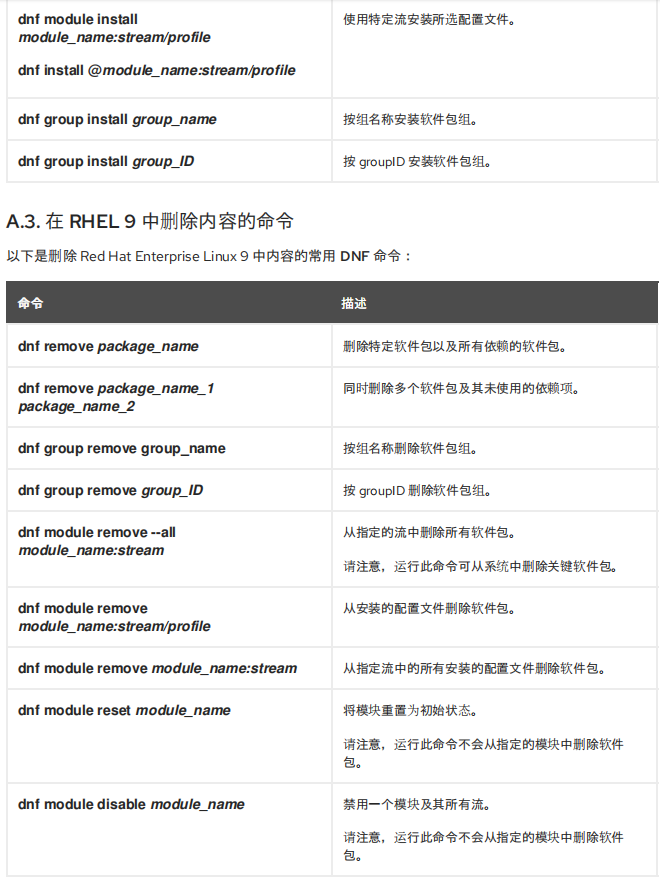 dnf module install
使用特定流安装所选配置文件。
module_name:stream/profile
dnf install @module_name:stream/profile
dnf group install group_name
按组名称安装软件包组。
dnf group install group_ID
按 groupID 安装软件包组。
A.3. 在 RHEL 9 中删除内容的命令
以下是删除 Red Hat Enterprise Linux 9 中内容的常用 DNF 命令：
命令
描述
dnf remove package_name
删除特定软件包以及所有依赖的软件包。
dnf remove package_name_1
package_name_2
同时删除多个软件包及其未使用的依赖项。
dnf group remove group_name
按组名称删除软件包组。
dnf group remove group_ID
按 groupID 删除软件包组。
dnf module remove --all
module_name:stream
从指定的流中删除所有软件包。
请注意，运行此命令可从系统中删除关键软件包。
dnf module remove
module_name:stream/profile
从安装的配置文件删除软件包。
dnf module remove module_name:stream
从指定流中的所有安装的配置文件删除软件包。
dnf module reset module_name
将模块重置为初始状态。
请注意，运行此命令不会从指定的模块中删除软件
包。
dnf module disable module_name
禁用一个模块及其所有流。
请注意，运行此命令不会从指定的模块中删除软件
包。